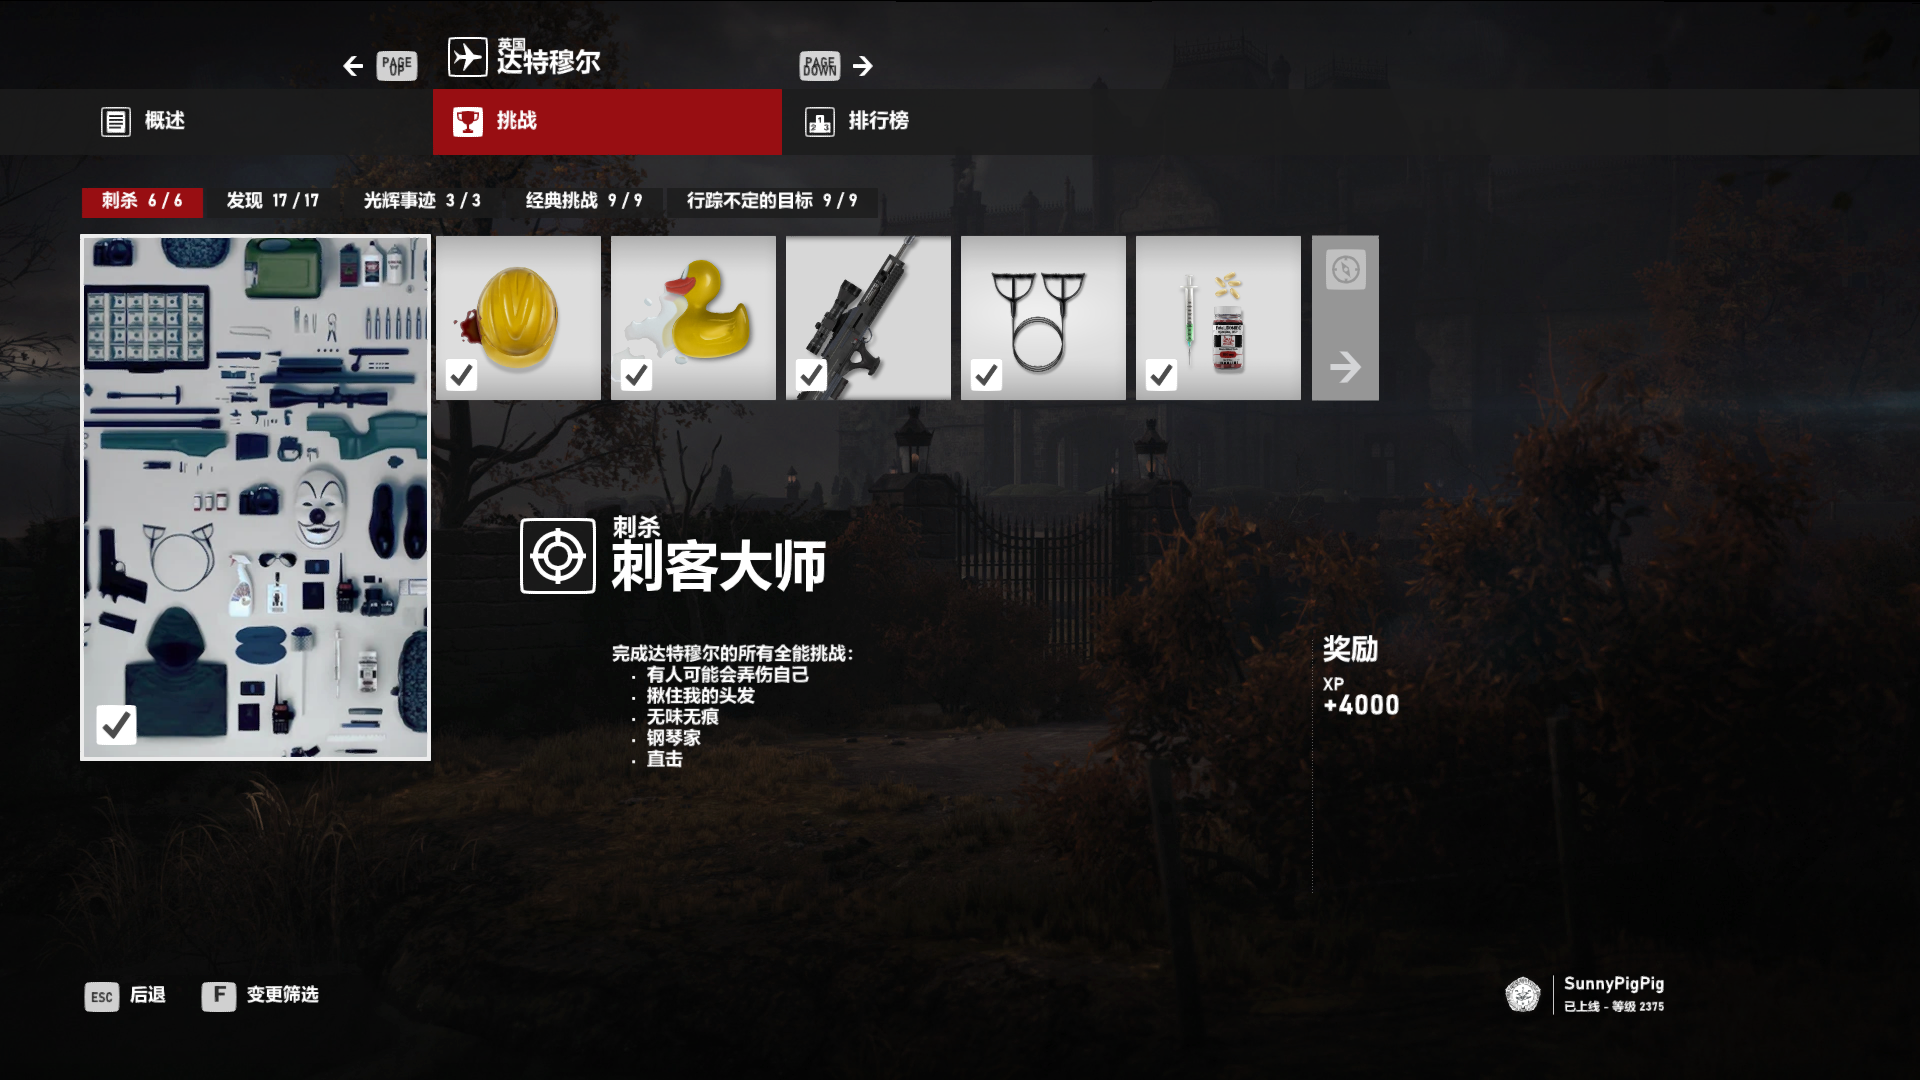 PAGE UP
英国
达特穆尔
PAGE DOWN
概述
挑战
排行榜
刺杀 6 / 6
发现 17 / 17
光辉事迹 3 / 3
经典挑战 9 / 9
行踪不定的目标 9 / 9
刺杀
刺客大师
完成达特穆尔的所有全能挑战：
· 有人可能会弄伤自己
· 揪住我的头发
· 无味无痕
· 钢琴家
· 直击
奖励
XP
+4000
ESC 后退
F 变更筛选
SunnyPigPig
已上线 - 等级 2375